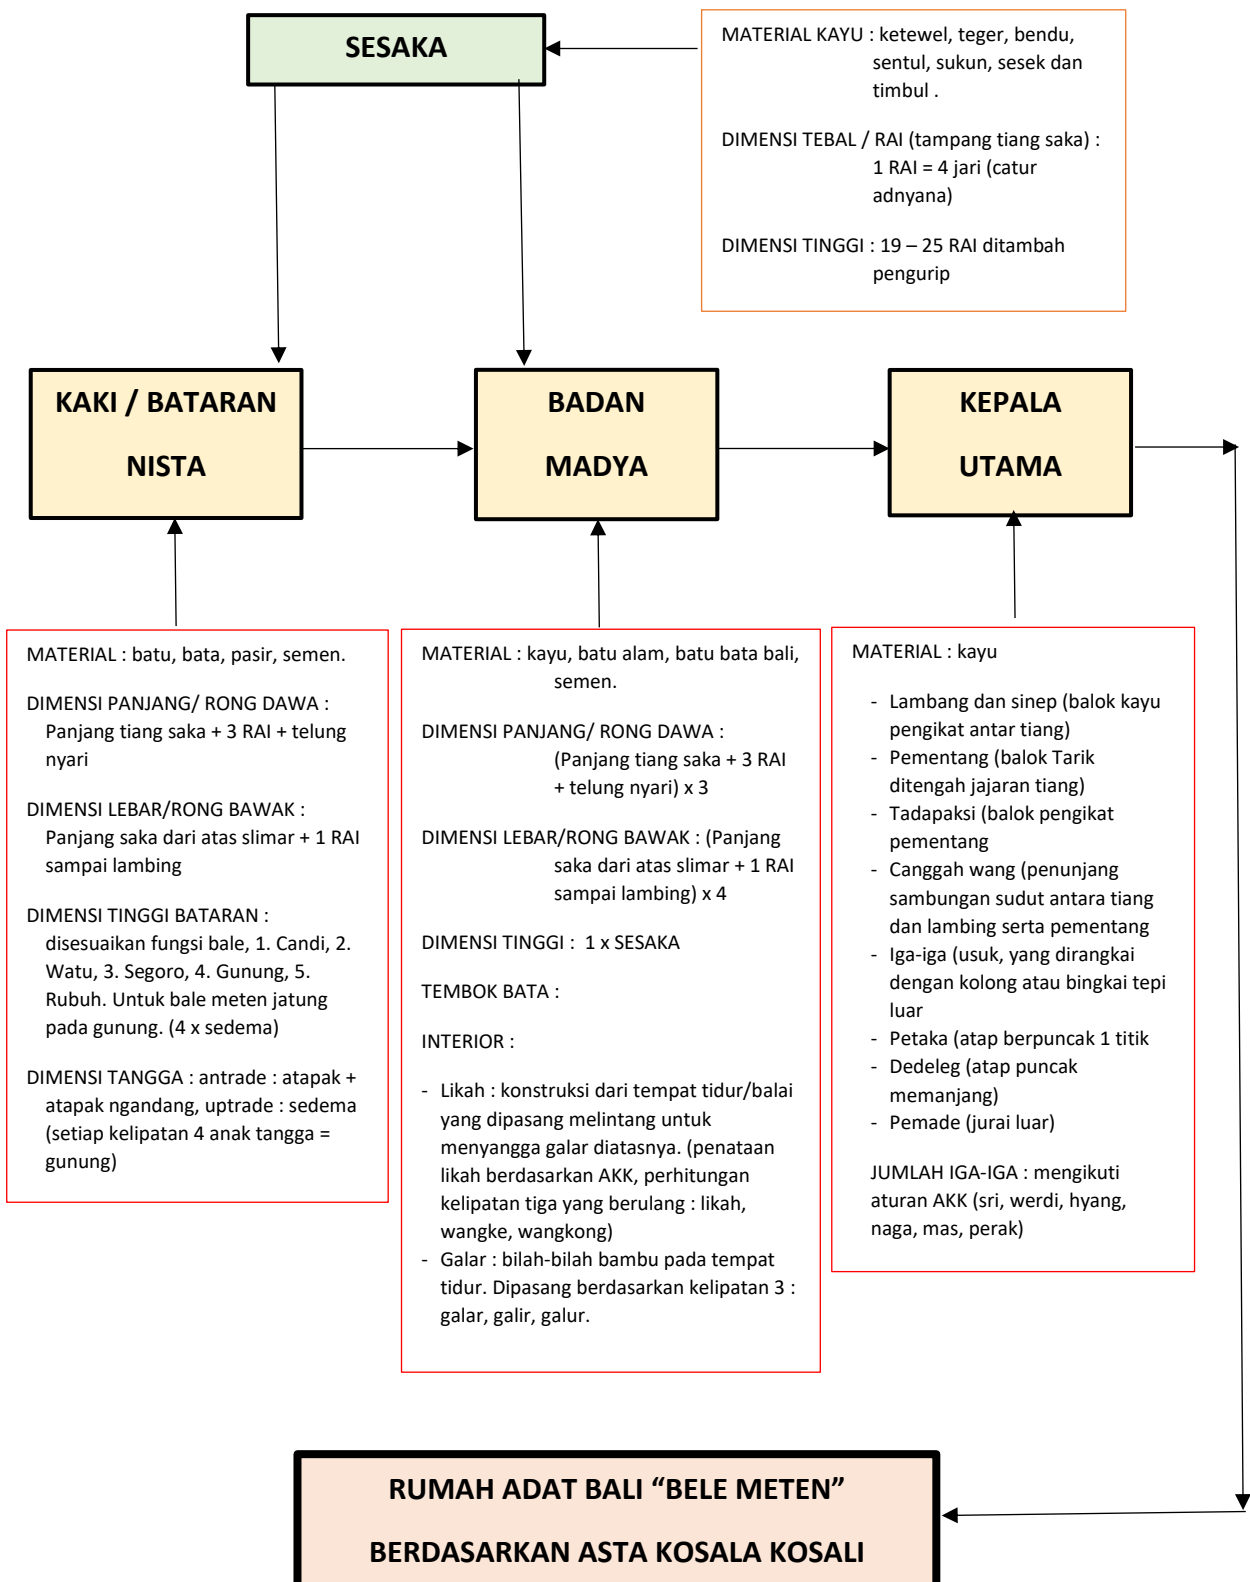 SESAKA
MATERIAL KAYU : ketewel, teger, bendu,
sentul, sukun, sesek dan
timbul .
DIMENSI TEBAL / RAI (tampang tiang saka) :
1 RAI = 4 jari (catur
adnyana)
DIMENSI TINGGI : 19 – 25 RAI ditambah
pengurip
KAKI / BATARAN
NISTA
BADAN
MADYA
KEPALA
UTAMA
MATERIAL : batu, bata, pasir, semen.
DIMENSI PANJANG/ RONG DAWA :
Panjang tiang saka + 3 RAI + telung
nyari
DIMENSI LEBAR/RONG BAWAK :
Panjang saka dari atas slimar + 1 RAI
sampai lambing
DIMENSI TINGGI BATARAN :
disesuaikan fungsi bale, 1. Candi, 2.
Watu, 3. Segoro, 4. Gunung, 5.
Rubuh. Untuk bale meten jatung
pada gunung. (4 x sedema)
DIMENSI TANGGA : antrade : atapak +
atapak ngandang, uptrade : sedema
(setiap kelipatan 4 anak tangga =
gunung)
MATERIAL : kayu, batu alam, batu bata bali,
semen.
DIMENSI PANJANG/ RONG DAWA :
(Panjang tiang saka + 3 RAI
+ telung nyari) x 3
DIMENSI LEBAR/RONG BAWAK : (Panjang
saka dari atas slimar + 1 RAI
sampai lambing) x 4
DIMENSI TINGGI : 1 x SESAKA
TEMBOK BATA :
INTERIOR :
- Likah : konstruksi dari tempat tidur/balai
yang dipasang melintang untuk
menyangga galar diatasnya. (penataan
likah berdasarkan AKK, perhitungan
kelipatan tiga yang berulang : likah,
wangke, wangkong)
- Galar : bilah-bilah bambu pada tempat
tidur. Dipasang berdasarkan kelipatan 3 :
galar, galir, galur.
MATERIAL : kayu
- Lambang dan sinep (balok kayu
pengikat antar tiang)
- Pementang (balok Tarik
ditengah jajaran tiang)
- Tadapaksi (balok pengikat
pementang
- Canggah wang (penunjang
sambungan sudut antara tiang
dan lambing serta pementang
- Iga-iga (usuk, yang dirangkai
dengan kolong atau bingkai tepi
luar
- Petaka (atap berpuncak 1 titik
- Dedeleg (atap puncak
memanjang)
- Pemade (jurai luar)
JUMLAH IGA-IGA : mengikuti
aturan AKK (sri, werdi, hyang,
naga, mas, perak)
RUMAH ADAT BALI “BELE METEN”
BERDASARKAN ASTA KOSALA KOSALI